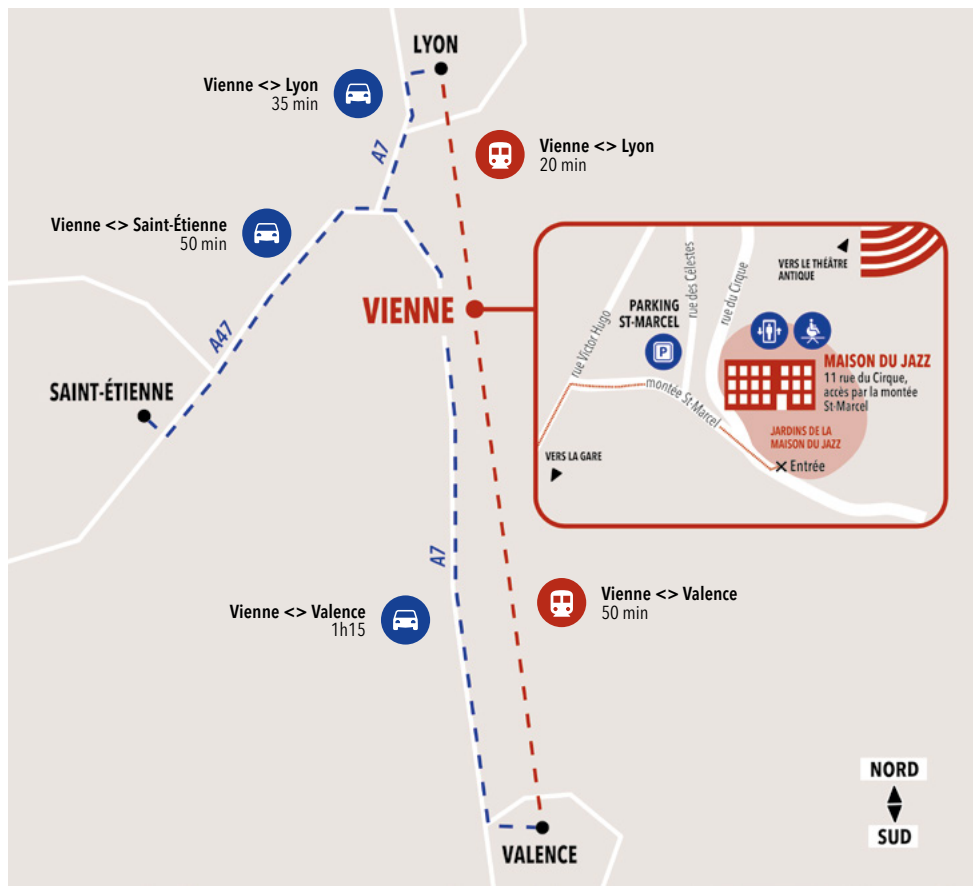 LYON
Vienne <> Lyon
35 min
A7
Vienne <> Lyon
20 min
Vienne <> Saint-Étienne
50 min
A47
SAINT-ÉTIENNE
VIENNE
VERS LE THÉÂTRE
ANTIQUE
rue des Célestes
rue du Cirque
rue Victor Hugo
PARKING
ST-MARCEL
P
montée St-Marcel
MAISON DU JAZZ
11 rue du Cirque,
accès par la montée
St-Marcel
JARDINS DE LA
MAISON DU JAZZ
Entrée
VERS LA GARE
A7
Vienne <> Valence
1h15
Vienne <> Valence
50 min
VALENCE
NORD
SUD